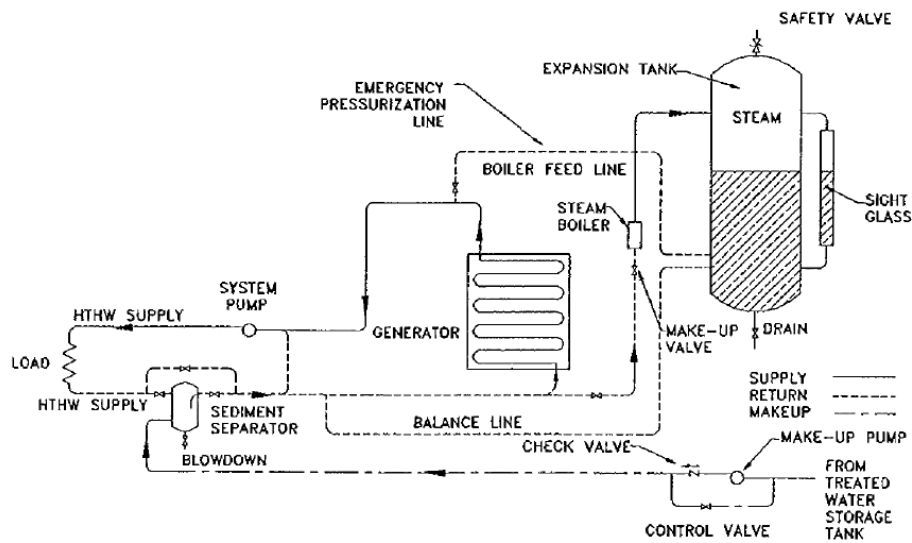 SAFETY VALVE
EXPANSION TANK
EMERGENCY
PRESSURIZATION
LINE
STEAM
BOILER FEED LINE
STEAM
BOILER
SIGHT
GLASS
SYSTEM
PUMP
HTHW SUPPLY
GENERATOR
MAKE-UP
VALVE
DRAIN
LOAD
HTHW SUPPLY
SEDIMENT
SEPARATOR
BALANCE LINE
SUPPLY
RETURN
MAKEUP
BLOWDOWN
CHECK VALVE
MAKE-UP PUMP
FROM
TREATED
WATER
STORAGE
TANK
CONTROL VALVE